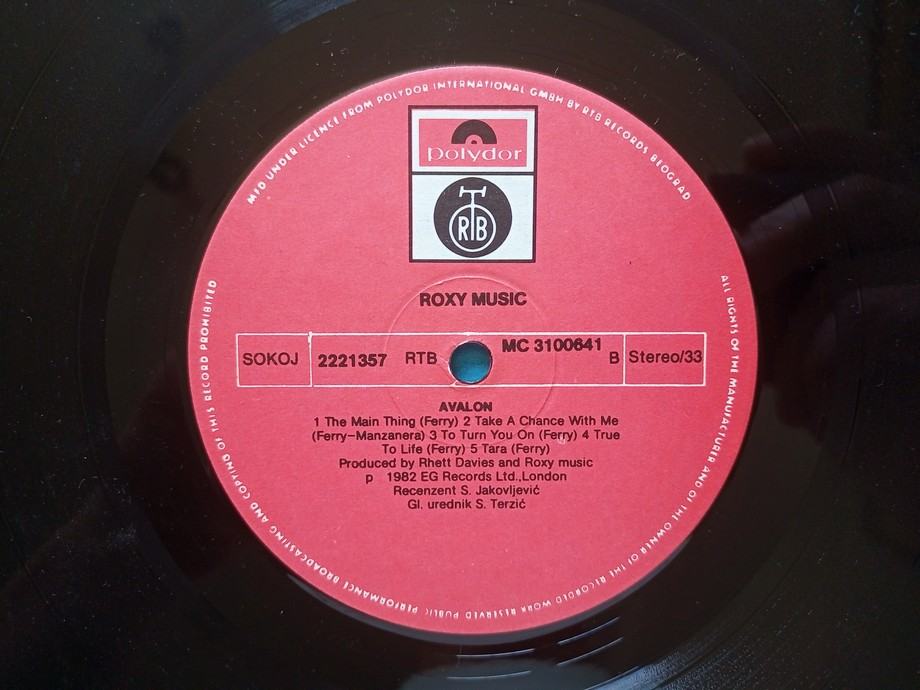 MFD UNDER LICENCE FROM POLYDOR INTERNATIONAL GMBH BY RTB RECORDS BEOGRAD
polydor
RTB
ROXY MUSIC
SOKOJ 2221357 RTB MC 3100641 B Stereo/33
AVALON
1 The Main Thing (Ferry) 2 Take A Chance With Me
(Ferry-Manzanera) 3 To Turn You On (Ferry) 4 True
To Life (Ferry) 5 Tara (Ferry)
Produced by Rhett Davies and Roxy music
p 1982 EG Records Ltd.,London
Recenzent S. Jakovljević
Gl. urednik S. Terzić
ALL RIGHTS OF THE MANUFACTURER AND OF THE OWNER OF THE RECORDED WORK RESERVED PUBLIC PERFORMANCE BROADCASTING AND COPYING OF THIS RECORD PROHIBITED